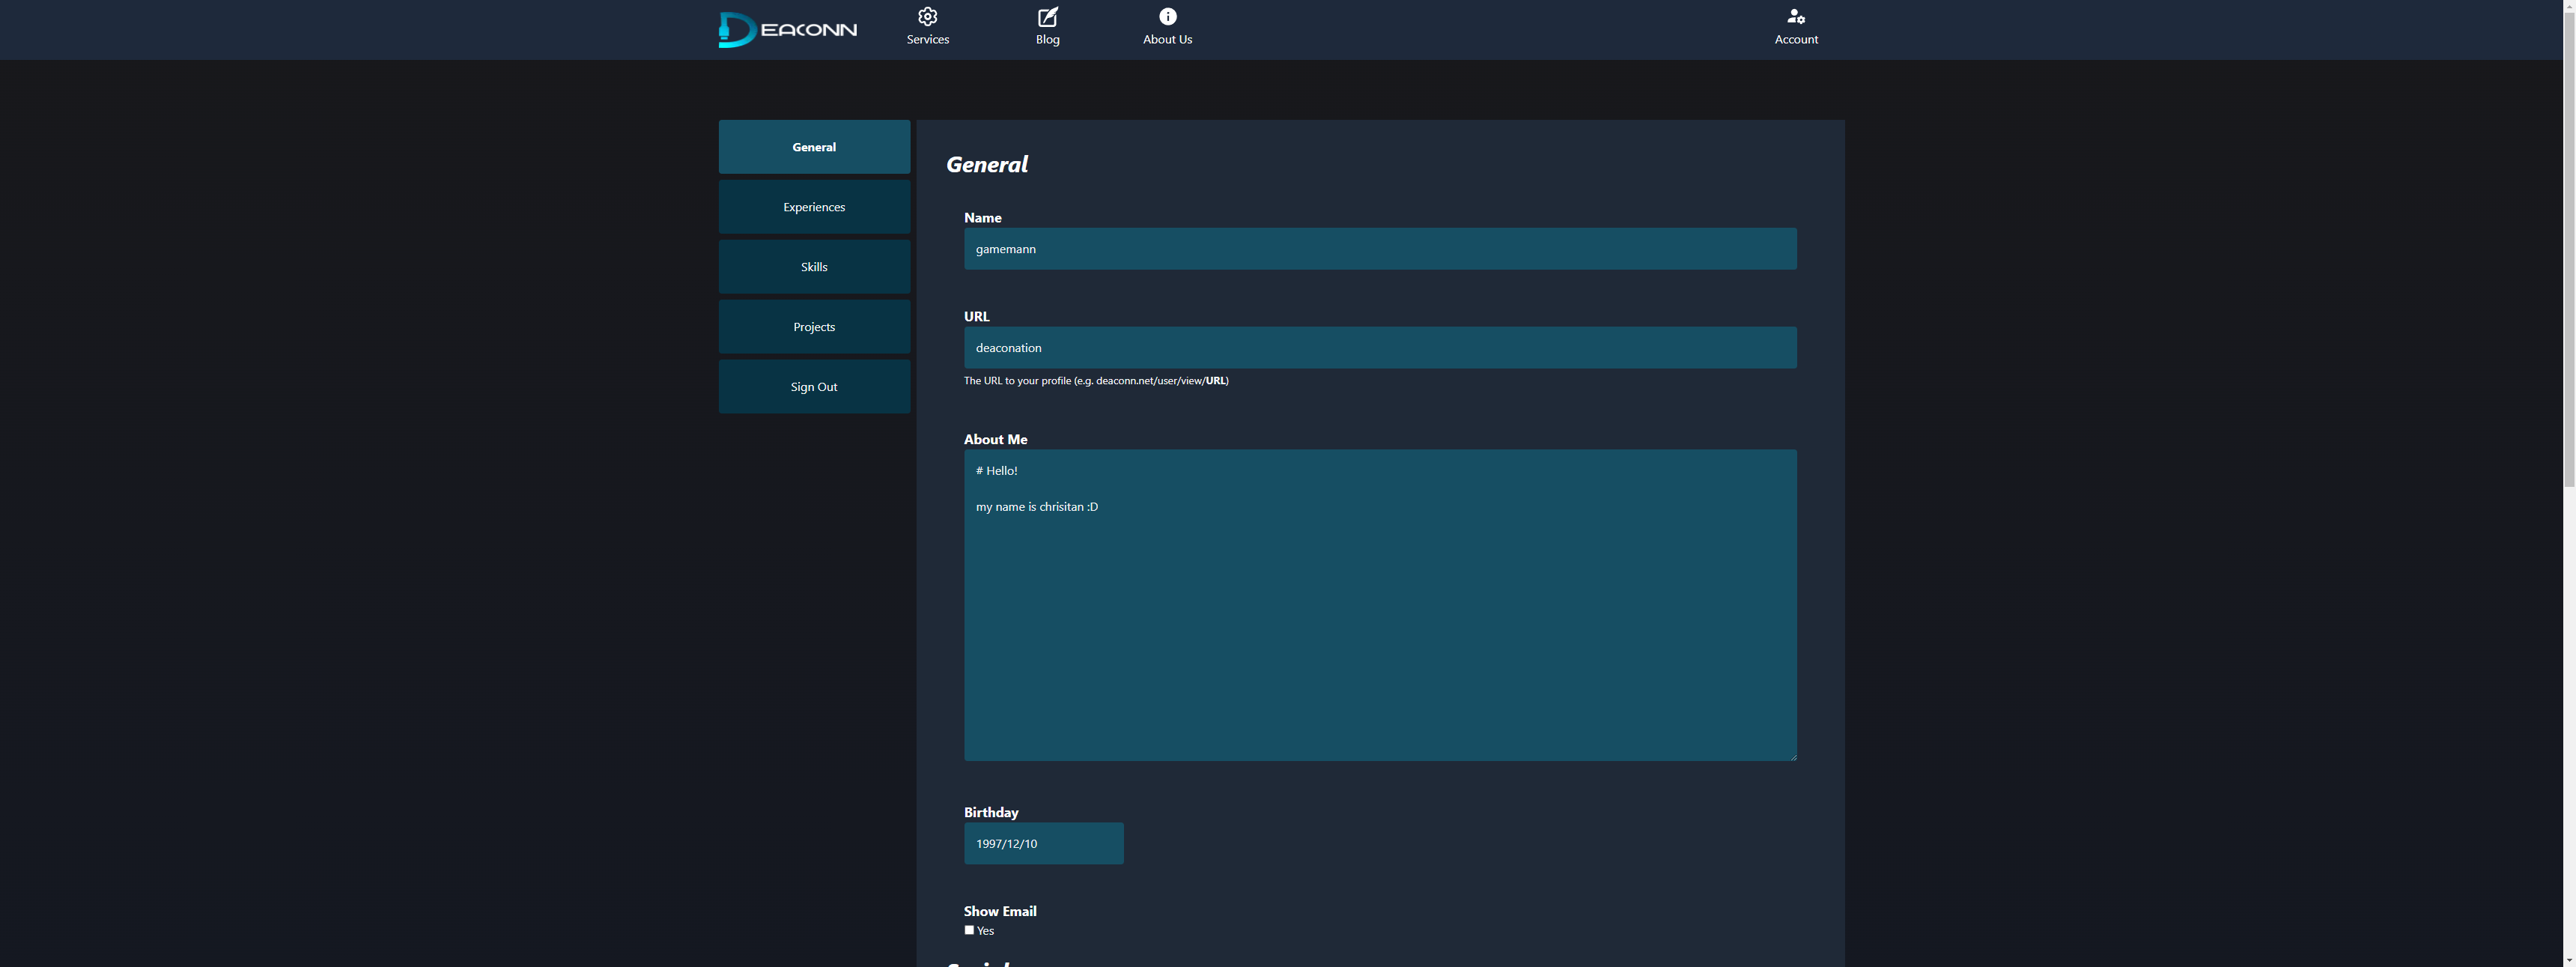 DEACONN
Services
Blog
About Us
Account
General
Experiences
Skills
Projects
Sign Out
General
Name
gamemann
URL
deaconation
The URL to your profile (e.g. deaconn.net/user/view/URL)
About Me
# Hello!
my name is chrisitan :D
Birthday
1997/12/10
Show Email
Yes